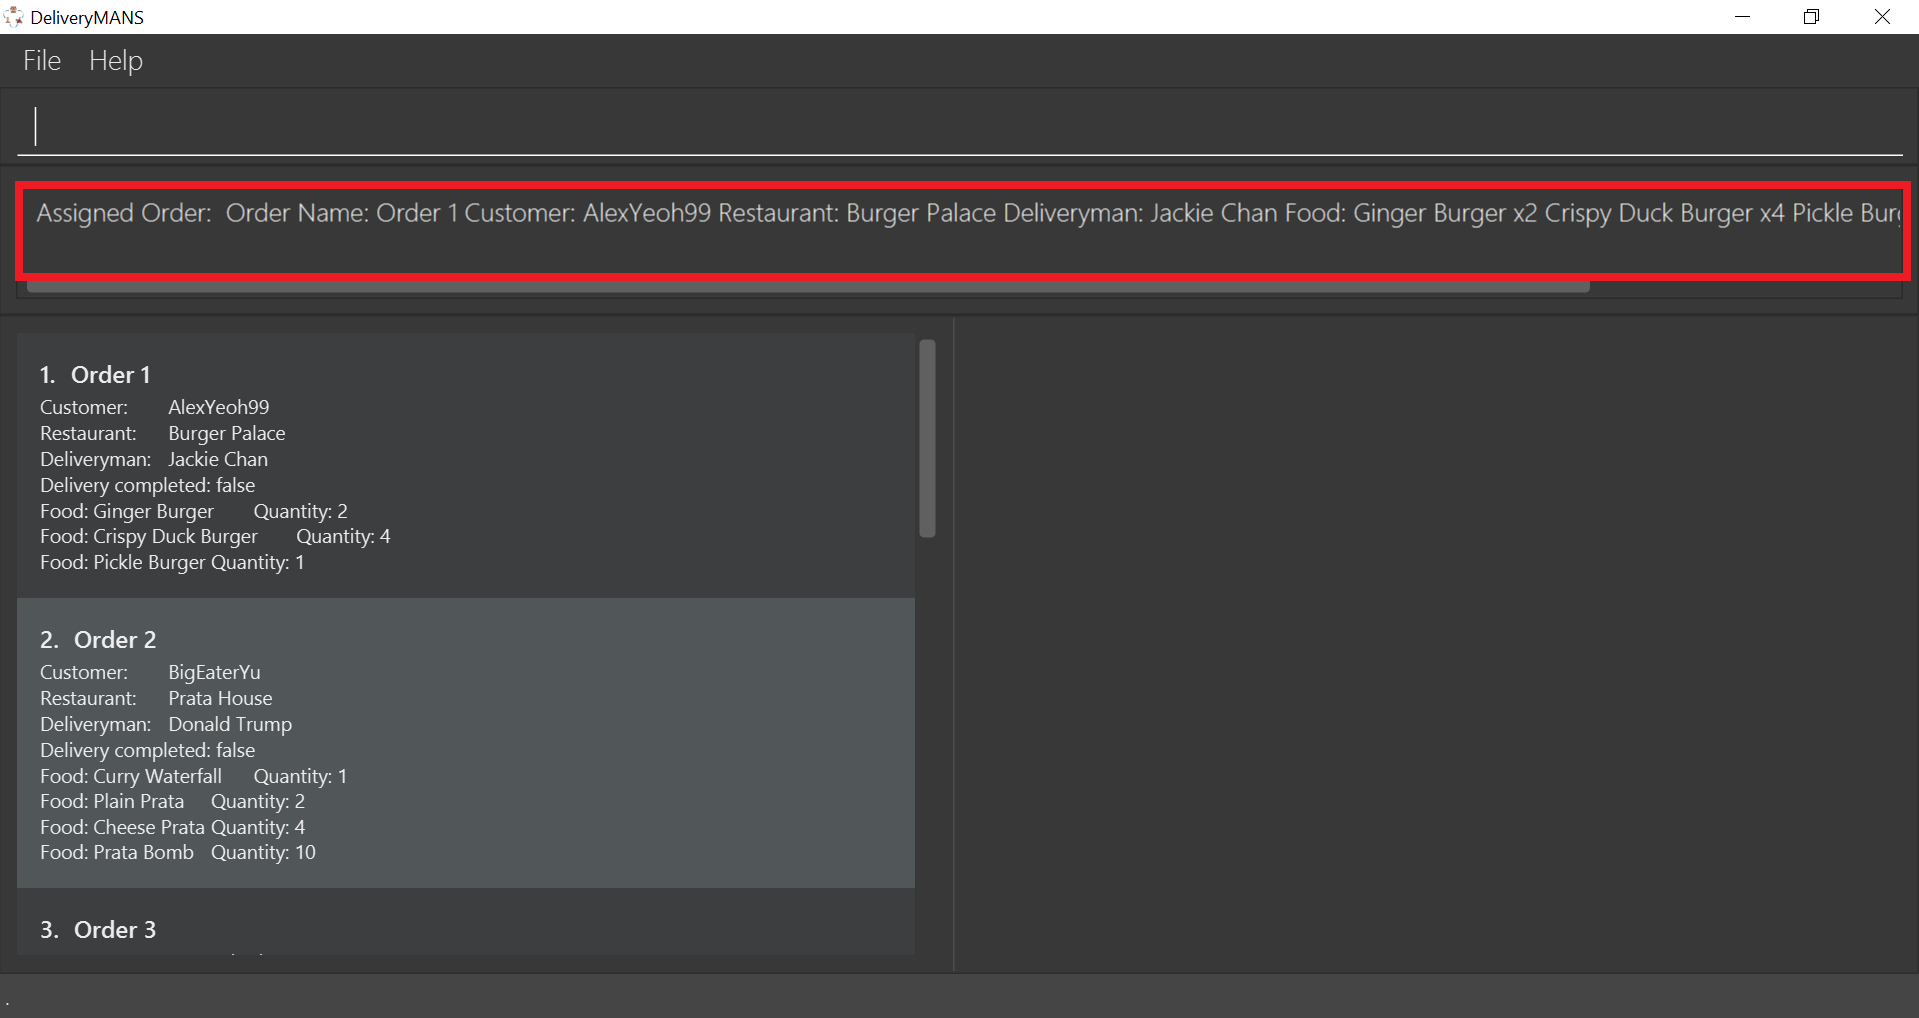 DeliveryMANS
File Help
Assigned Order: Order Name: Order 1 Customer: AlexYeoh99 Restaurant: Burger Palace Deliveryman: Jackie Chan Food: Ginger Burger x2 Crispy Duck Burger x4 Pickle
1. Order 1
Customer: AlexYeoh99
Restaurant: Burger Palace
Deliveryman: Jackie Chan
Delivery completed: false
Food: Ginger Burger Quantity: 2
Food: Crispy Duck Burger Quantity: 4
Food: Pickle Burger Quantity: 1
2. Order 2
Customer: BigEaterYu
Restaurant: Prata House
Deliveryman: Donald Trump
Delivery completed: false
Food: Curry Waterfall Quantity: 1
Food: Plain Prata Quantity: 2
Food: Cheese Prata Quantity: 4
Food: Prata Bomb Quantity: 10
3. Order 3
.